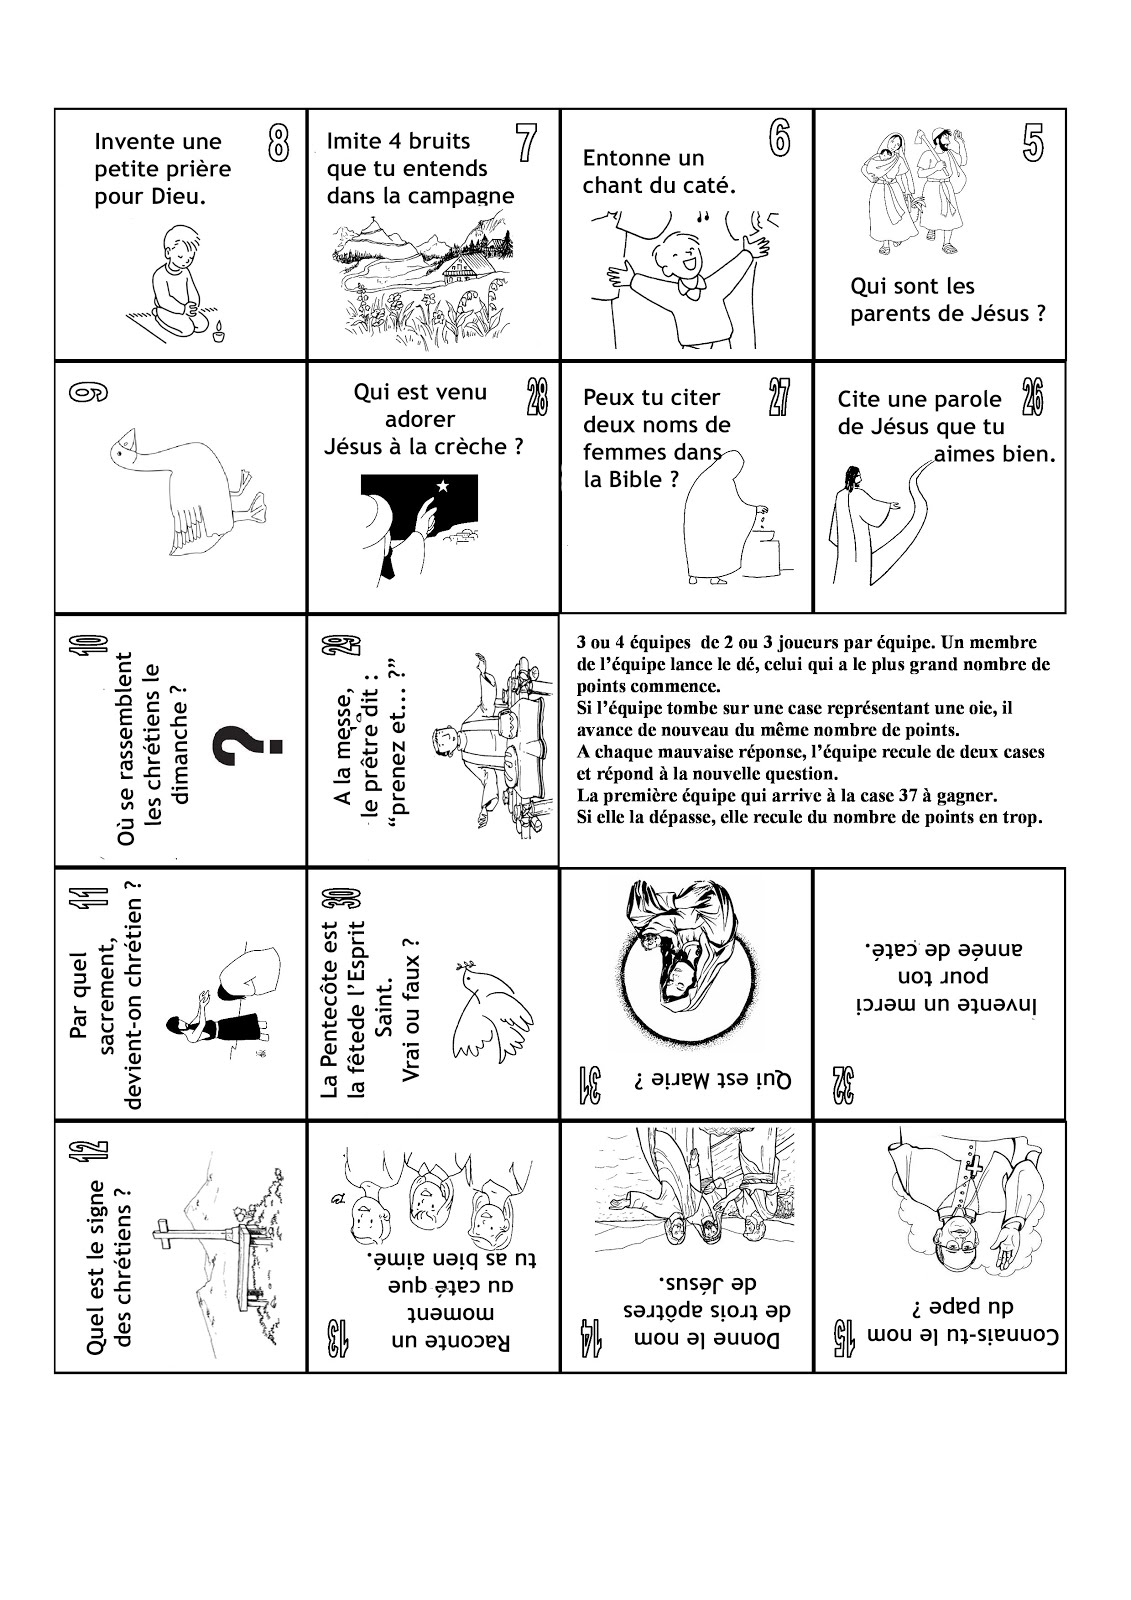 8
Invente une
petite prière
pour Dieu.
7
Imite 4 bruits
que tu entends
dans la campagne
6
Entonne un
chant du caté.
5
Qui sont les
parents de Jésus ?
9
28
Qui est venu
adorer
Jésus à la crèche ?
27
Peux tu citer
deux noms de
femmes dans
la Bible ?
26
Cite une parole
de Jésus que tu
aimes bien.
10
Où se rassemblent
les chrétiens le
dimanche ?
?
29
A la messe,
le prêtre dit :
“prenez et... ?”
3 ou 4 équipes de 2 ou 3 joueurs par équipe. Un membre
de l’équipe lance le dé, celui qui a le plus grand nombre de
points commence.
Si l’équipe tombe sur une case représentant une oie, il
avance de nouveau du même nombre de points.
A chaque mauvaise réponse, l’équipe recule de deux cases
et répond à la nouvelle question.
La première équipe qui arrive à la case 37 à gagner.
Si elle la dépasse, elle recule du nombre de points en trop.
11
Par quel
sacrement,
devient-on chrétien ?
30
La Pentecôte est
la fêtede l’Esprit
Saint.
Vrai ou faux ?
31
Qui est Marie ?
32
Invente un merci
pour ton
année de caté.
12
Quel est le signe
des chrétiens ?
13
Raconte un
moment
au caté que
tu as bien aimé.
14
Donne le nom
de trois apôtres
de Jésus.
15
Connais-tu le nom
du pape ?